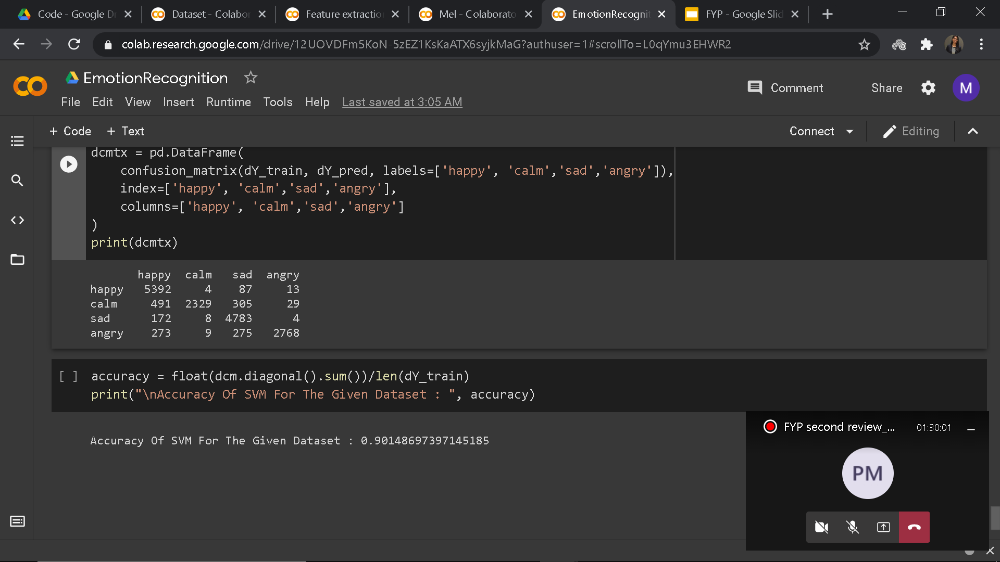 Code - Google Dr
Dataset - Colabor
Feature extraction
Mel - Colaborato
EmotionRecognit
FYP - Google Slid
colab.research.google.com/drive/12UOVDFm5KoN-5zEZ1KsKaATX6syjkMaG?authuser=1#scrollTo=L0qYmu3EHWR2
EmotionRecognition
Comment
Share
M
File Edit View Insert Runtime Tools Help Last saved at 3:05 AM
+ Code + Text
Connect
Editing
dcmtx = pd.DataFrame(
    confusion_matrix(dY_train, dY_pred, labels=['happy', 'calm','sad','angry']),
    index=['happy', 'calm','sad','angry'],
    columns=['happy', 'calm','sad','angry']
)
print(dcmtx)
happy calm sad angry
happy 5392 4 87 13
calm 491 2329 305 29
sad 172 8 4783 4
angry 273 9 275 2768
[ ] accuracy = float(dcm.diagonal().sum())/len(dY_train)
print("\nAccuracy Of SVM For The Given Dataset : ", accuracy)
Accuracy Of SVM For The Given Dataset : 0.90148697397145185
FYP second review_... 01:30:01
PM